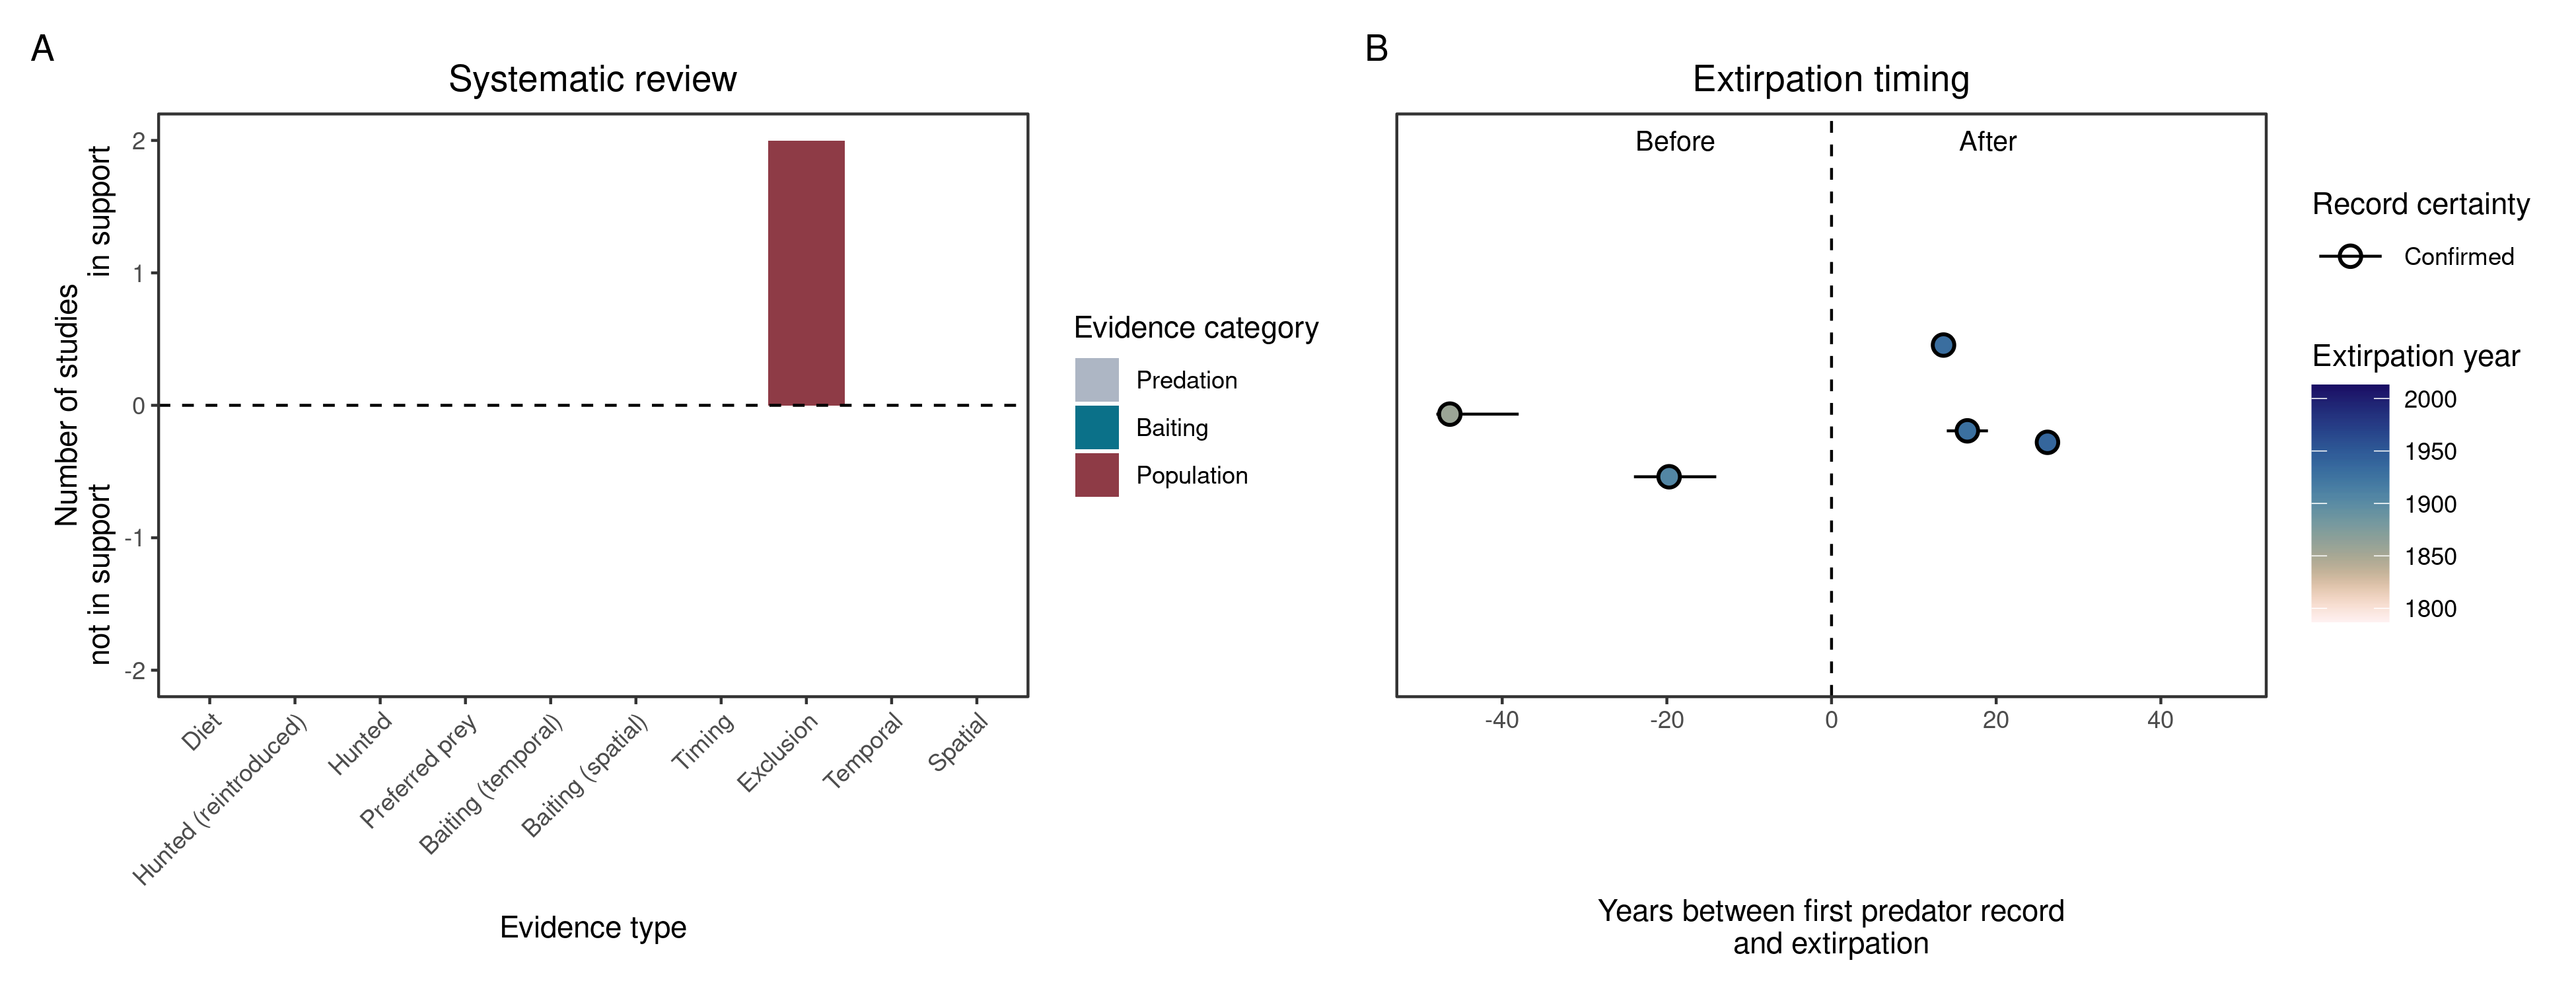 A
Systematic review
Number of studies
in support
not in support
2
1
0
-1
-2
Diet
Hunted (reintroduced)
Hunted
Preferred prey
Baiting (temporal)
Baiting (spatial)
Timing
Exclusion
Temporal
Spatial
Evidence type
Evidence category
Predation
Baiting
Population
B
Extirpation timing
Before
After
-40
-20
0
20
40
Years between first predator record
and extirpation
Record certainty
Confirmed
Extirpation year
2000
1950
1900
1850
1800